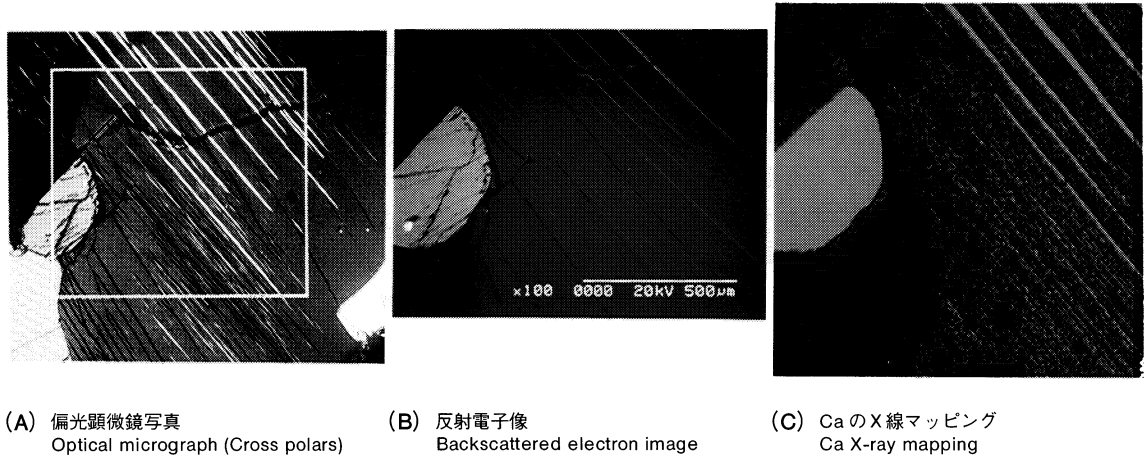 ×100 0000 20kV 500μm
(A) 偏光顕微鏡写真
Optical micrograph (Cross polars)
(B) 反射電子像
Backscattered electron image
(C) CaのX線マッピング
Ca X-ray mapping